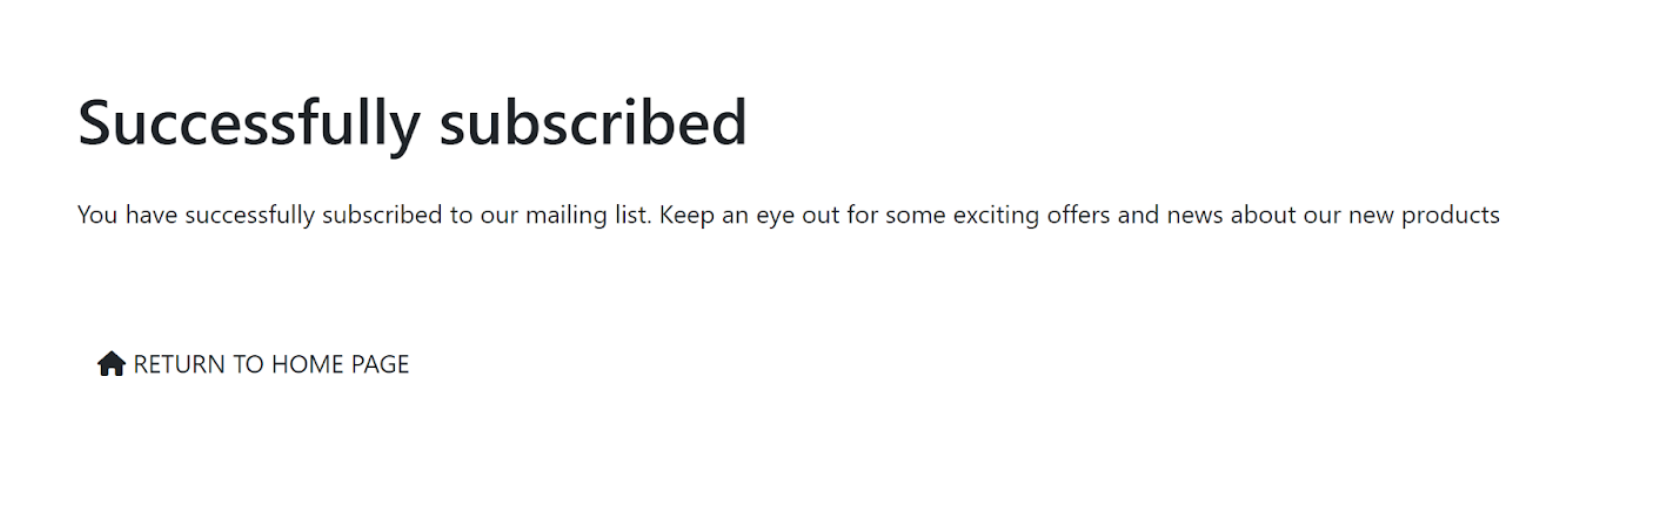 Successfully subscribed
You have successfully subscribed to our mailing list. Keep an eye out for some exciting offers and news about our new products
RETURN TO HOME PAGE